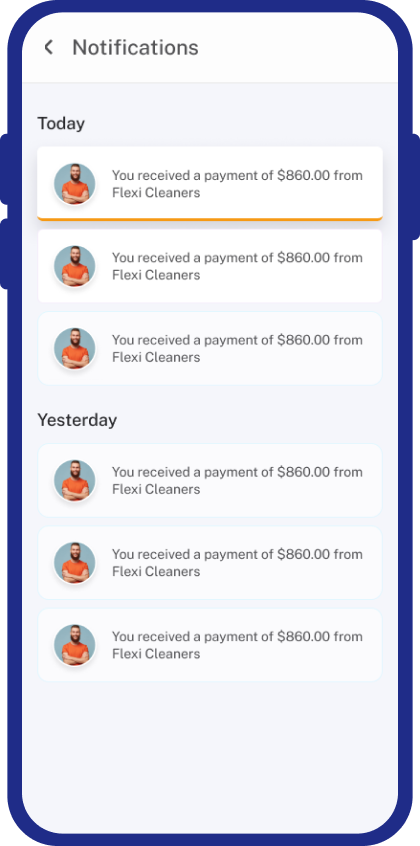 Notifications
Today
You received a payment of $860.00 from
Flexi Cleaners
You received a payment of $860.00 from
Flexi Cleaners
You received a payment of $860.00 from
Flexi Cleaners
Yesterday
You received a payment of $860.00 from
Flexi Cleaners
You received a payment of $860.00 from
Flexi Cleaners
You received a payment of $860.00 from
Flexi Cleaners